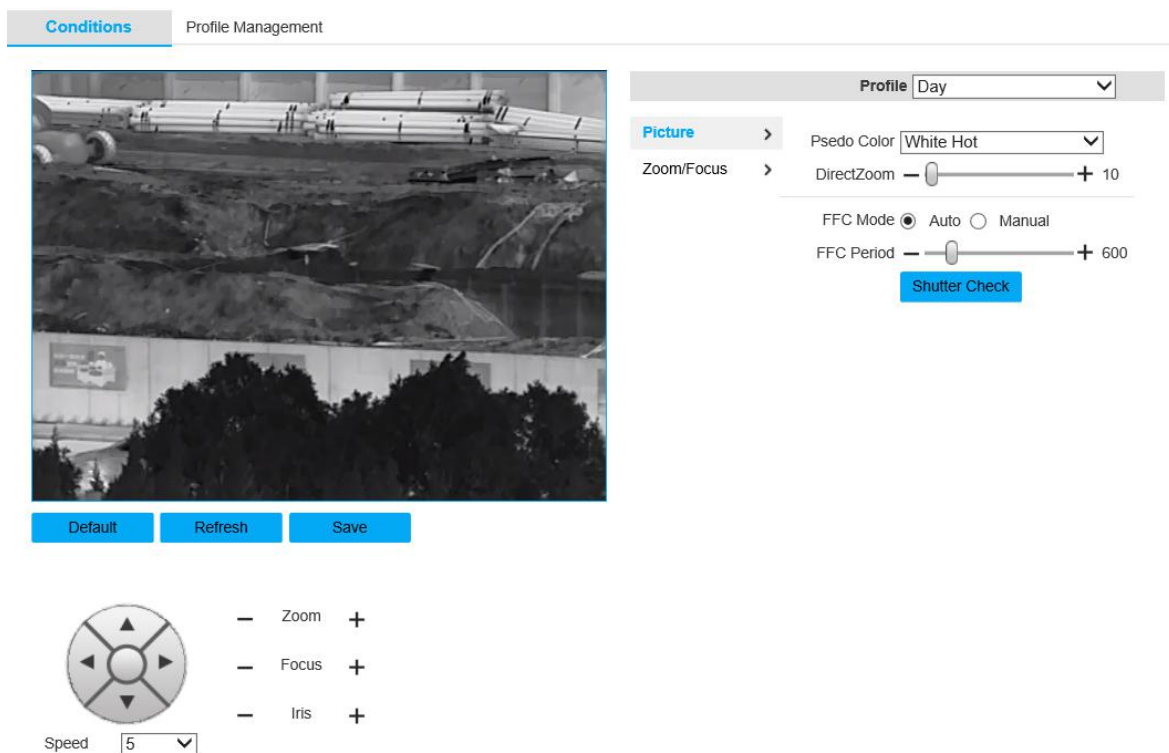 Conditions Profile Management
Profile Day
Picture
Zoom/Focus
Psedo Color White Hot
DirectZoom 10
FFC Mode Auto Manual
FFC Period 600
Shutter Check
Default Refresh Save
Zoom
Focus
Iris
Speed 5